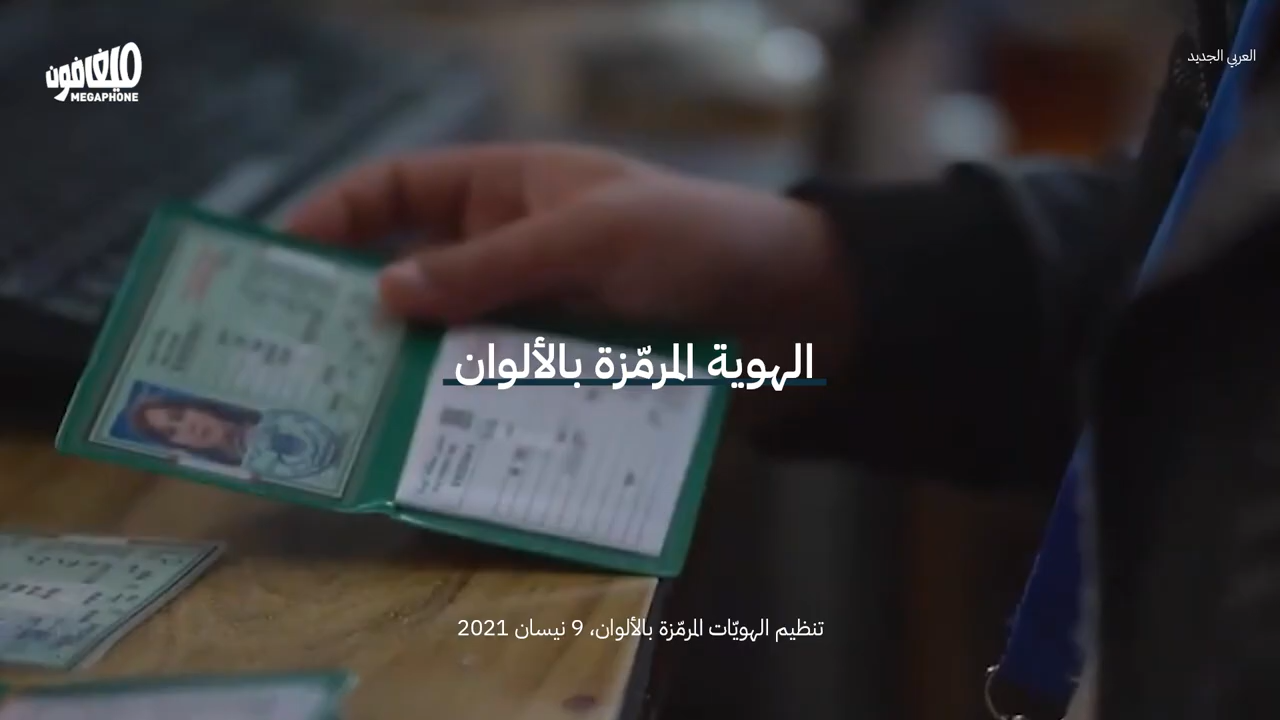 ميغافون
MEGAPHONE
العربي الجديد
الهوية المرمّزة بالألوان
تنظيم الهويّات المرمّزة بالألوان، 9 نيسان 2021